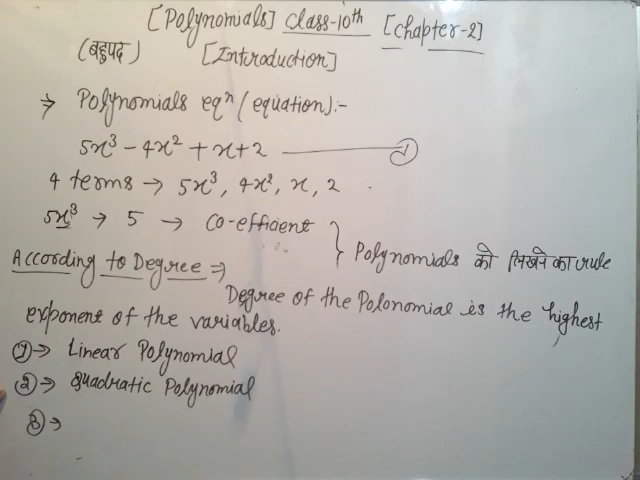 [Polynomials] Class-10th [Chapter-2]
(बहुपद) [Introduction]
→ Polynomials eqⁿ (equation):-
5x³ - 4x² + x + 2 ——— ①
4 terms → 5x³, 4x², x, 2
5x³ → 5 → Co-effient
} Polynomials को लिखने का rule
According to Degree ⇒
Degree of the Polonomial is the highest
exponent of the variables.
① → Linear Polynomial
② → Quadratic Polynomial
③ →